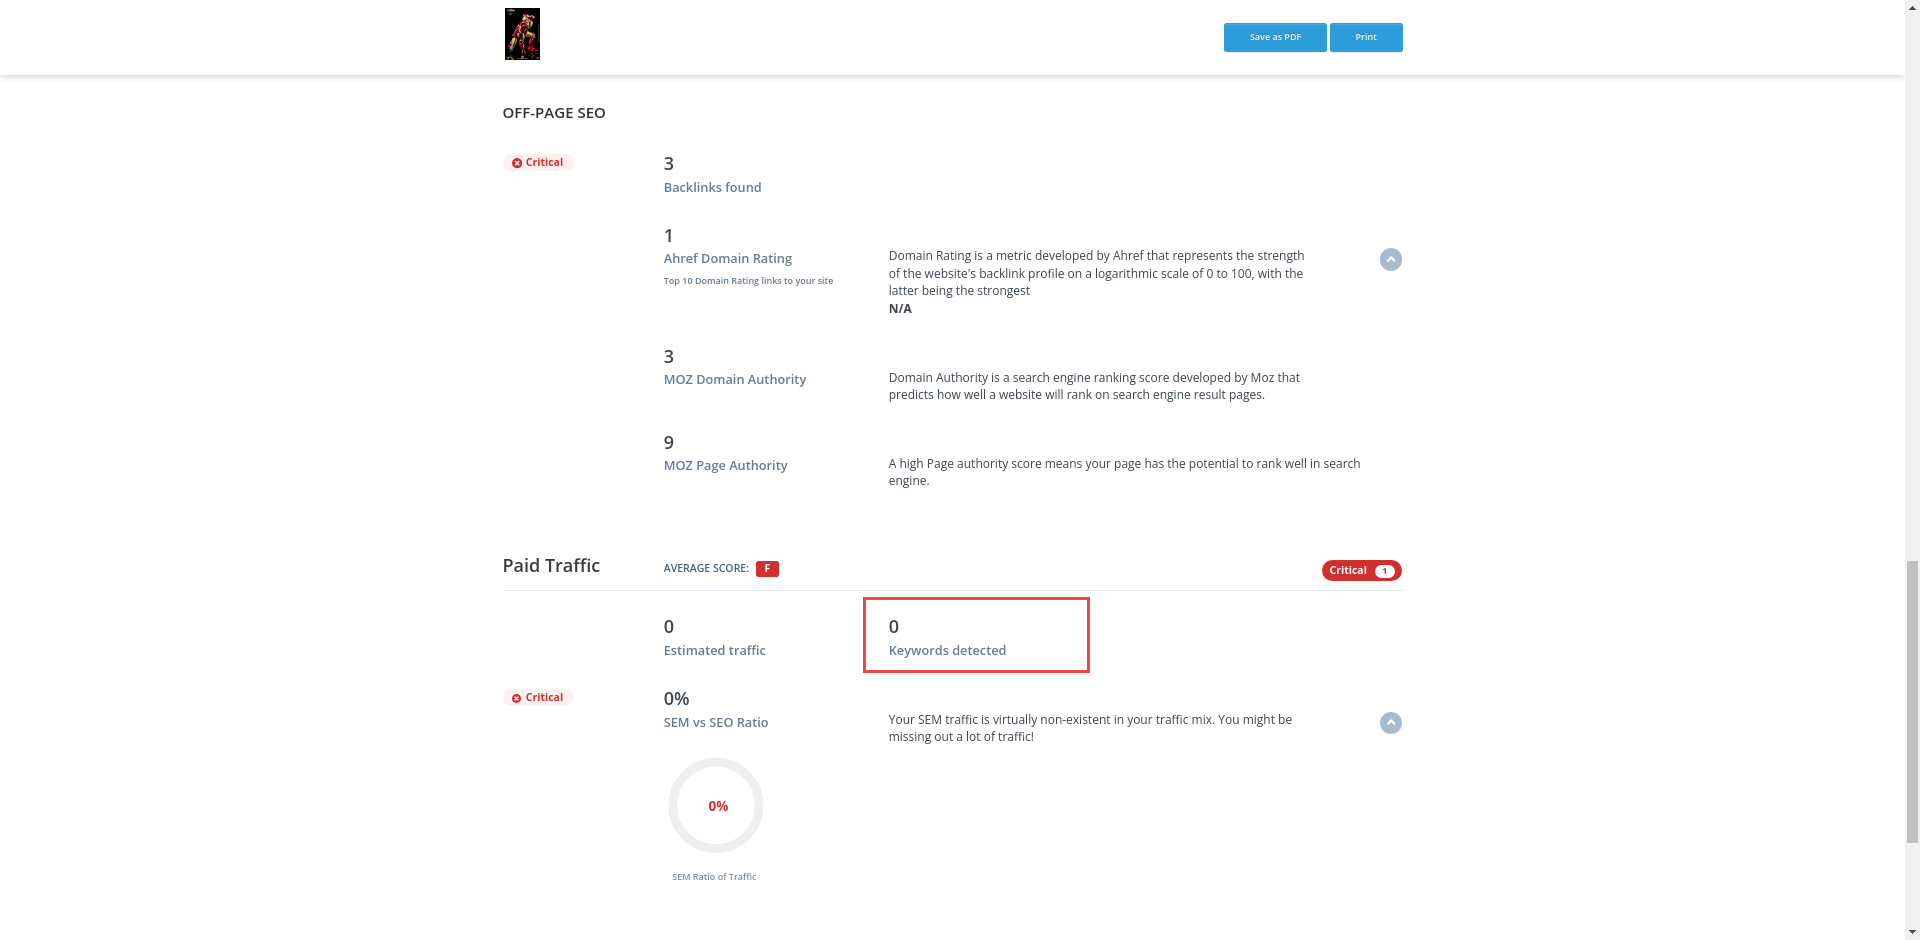 Save as PDF
Print
OFF-PAGE SEO
Critical
3
Backlinks found
1
Ahref Domain Rating
Top 10 Domain Rating links to your site
Domain Rating is a metric developed by Ahref that represents the strength
of the website's backlink profile on a logarithmic scale of 0 to 100, with the
latter being the strongest
N/A
3
MOZ Domain Authority
Domain Authority is a search engine ranking score developed by Moz that
predicts how well a website will rank on search engine result pages.
9
MOZ Page Authority
A high Page authority score means your page has the potential to rank well in search
engine.
Paid Traffic
AVERAGE SCORE: F
Critical 1
0
Estimated traffic
0
Keywords detected
Critical
0%
SEM vs SEO Ratio
Your SEM traffic is virtually non-existent in your traffic mix. You might be
missing out a lot of traffic!
0%
SEM Ratio of Traffic